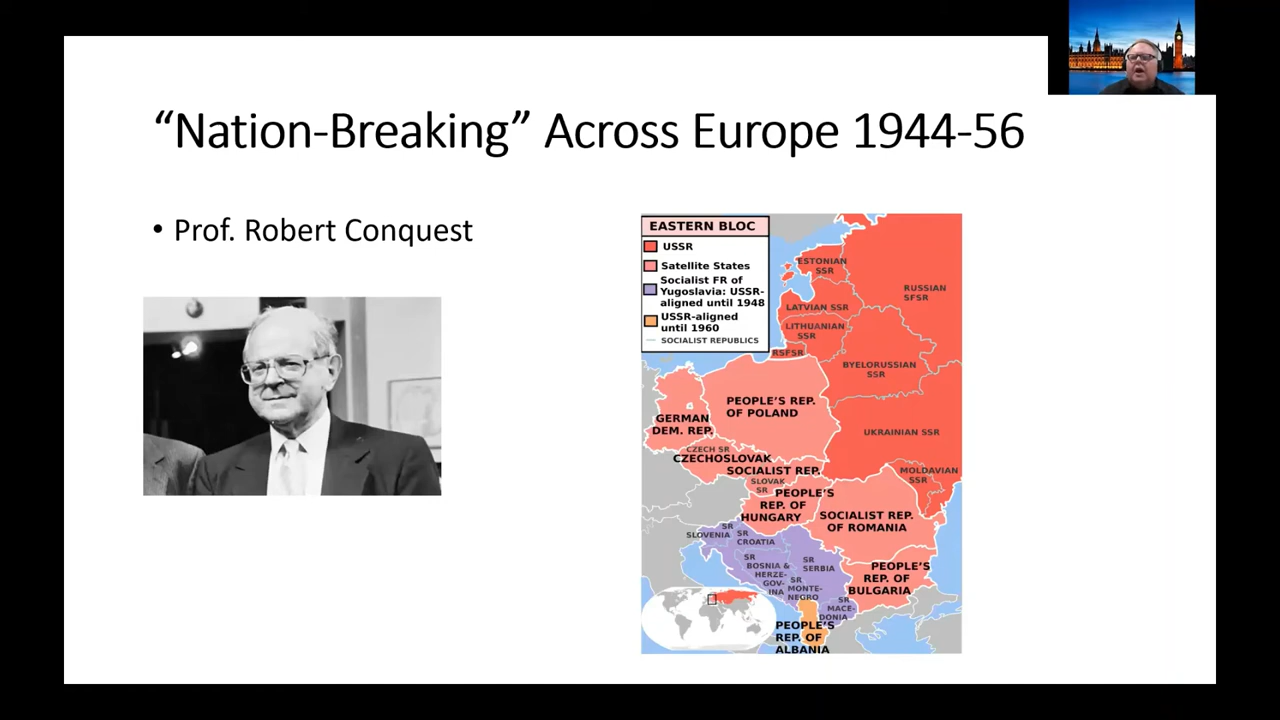 “Nation-Breaking” Across Europe 1944-56
• Prof. Robert Conquest
EASTERN BLOC
USSR
Satellite States
Socialist FR of
Yugoslavia: USSR-
aligned until 1948
USSR-aligned
until 1960
SOCIALIST REPUBLICS
ESTONIAN
SSR
RUSSIAN
SFSR
LATVIAN SSR
LITHUANIAN
SSR
RSFSR
BYELORUSSIAN
SSR
PEOPLE’S REP.
OF POLAND
GERMAN
DEM. REP.
UKRAINIAN SSR
CZECH SR
CZECHOSLOVAK
SOCIALIST REP.
SLOVAK
SR
MOLDAVIAN
SSR
PEOPLE’S
REP. OF
HUNGARY
SOCIALIST REP.
OF ROMANIA
SR
SLOVENIA
SR
CROATIA
SR
BOSNIA &
HERZE-
GOV-
INA
SR
SERBIA
SR
MONTE-
NEGRO
PEOPLE’S
REP. OF
BULGARIA
SR
MACE-
DONIA
PEOPLE’S
REP. OF
ALBANIA